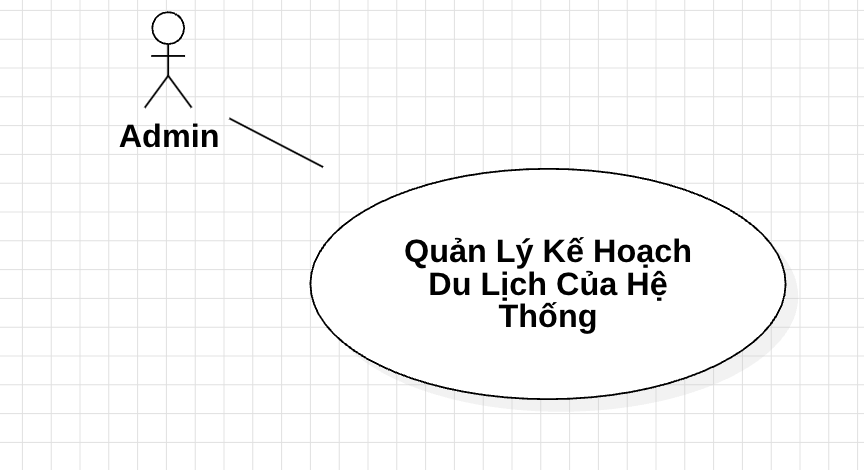 Admin
Quản Lý Kế Hoạch
Du Lịch Của Hệ
Thống